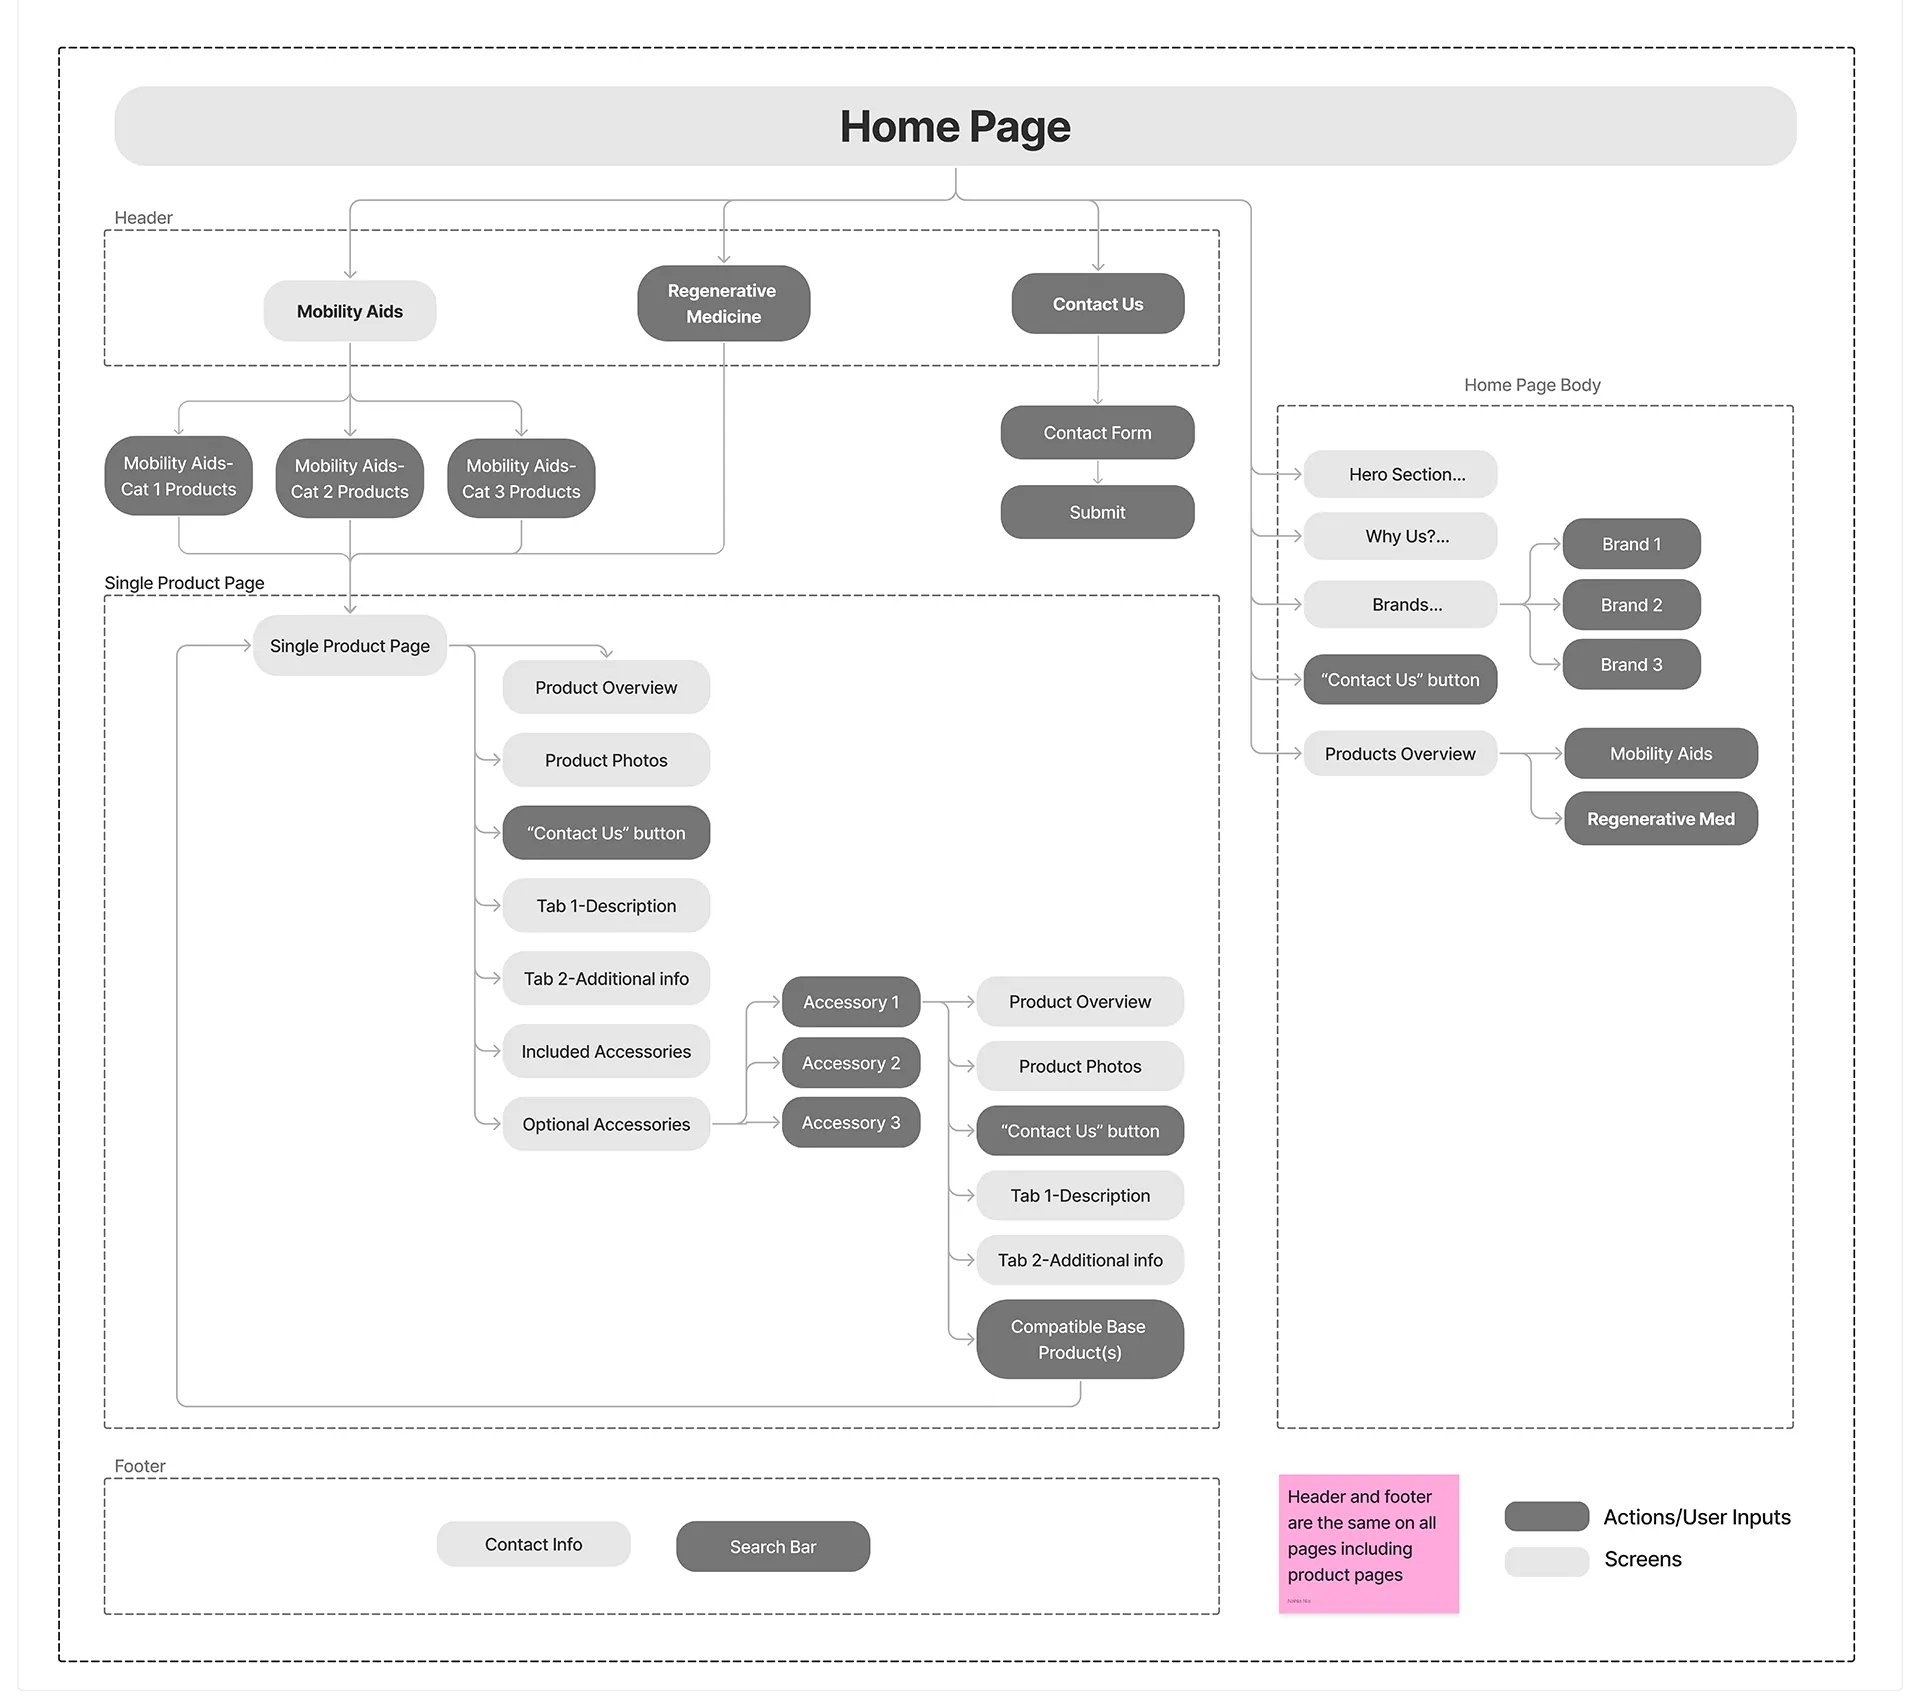 Home Page
Header
Mobility Aids
Regenerative
Medicine
Contact Us
Mobility Aids-
Cat 1 Products
Mobility Aids-
Cat 2 Products
Mobility Aids-
Cat 3 Products
Contact Form
Submit
Home Page Body
Hero Section...
Why Us?...
Brands...
“Contact Us” button
Products Overview
Brand 1
Brand 2
Brand 3
Mobility Aids
Regenerative Med
Single Product Page
Single Product Page
Product Overview
Product Photos
“Contact Us” button
Tab 1-Description
Tab 2-Additional info
Included Accessories
Optional Accessories
Accessory 1
Accessory 2
Accessory 3
Product Overview
Product Photos
“Contact Us” button
Tab 1-Description
Tab 2-Additional info
Compatible Base
Product(s)
Footer
Contact Info
Search Bar
Header and footer
are the same on all
pages including
product pages
Actions/User Inputs
Screens